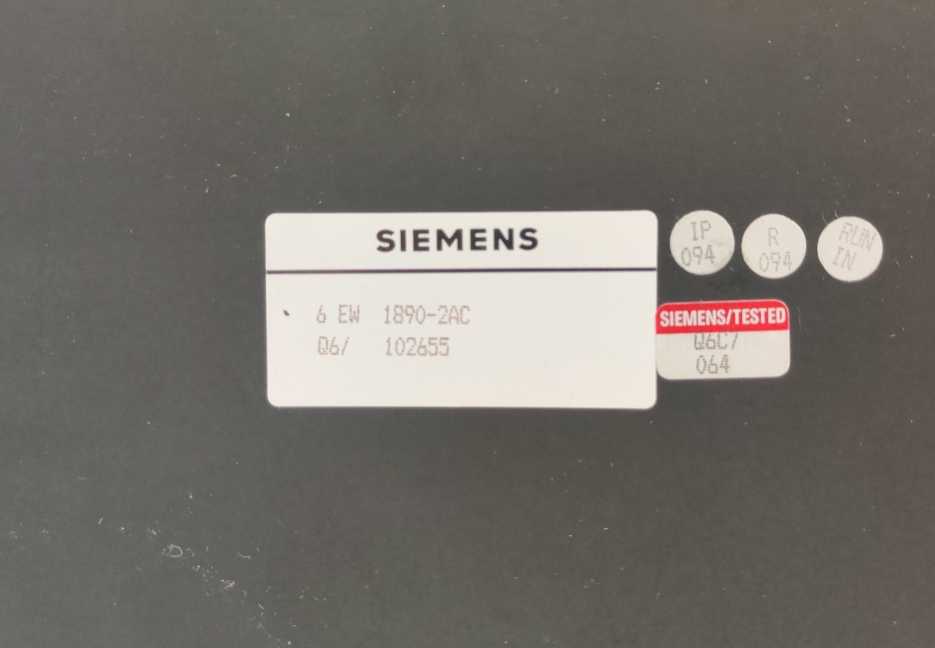 SIEMENS
6 EW 1890-2AC
Q6/ 102655
IP
094
R
094
RUN
IN
SIEMENS/TESTED
Q6C7
064